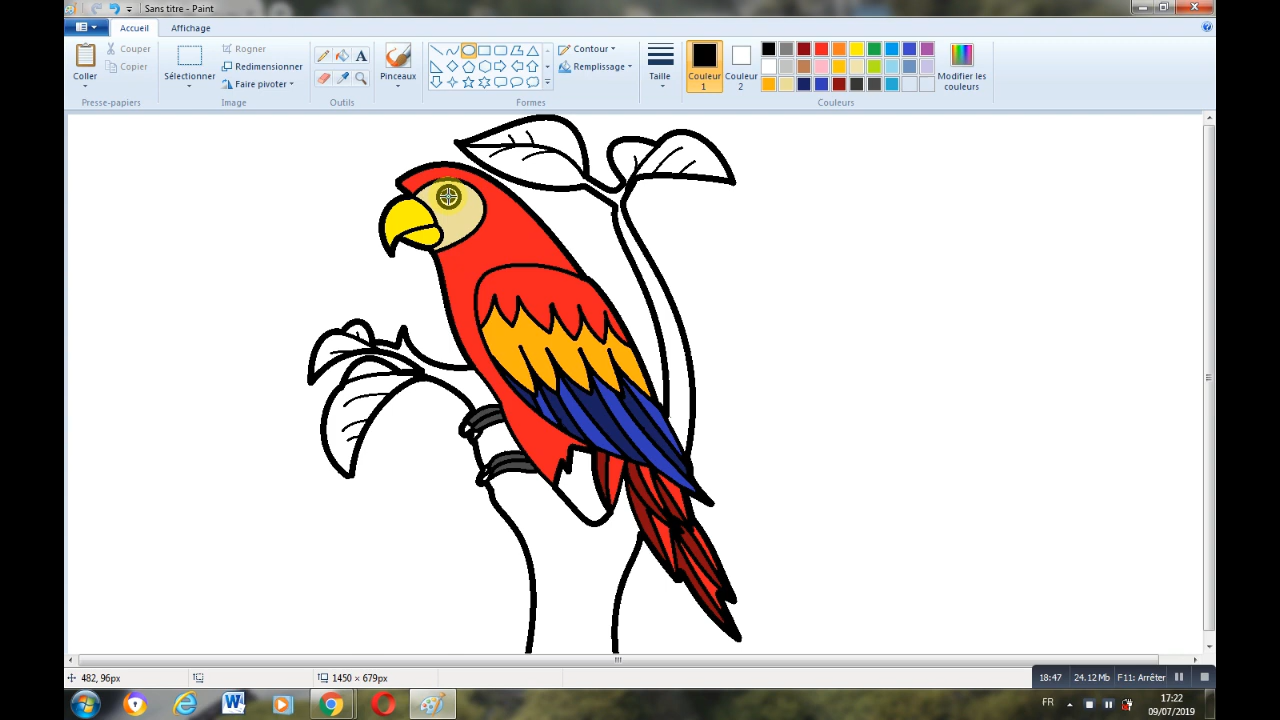 Sans titre - Paint
Accueil
Affichage
Coller
Couper
Copier
Presse-papiers
Sélectionner
Rogner
Redimensionner
Faire pivoter
Image
A
Outils
Pinceaux
Contour
Remplissage
Formes
Taille
Couleur 1
Couleur 2
Modifier les couleurs
Couleurs
482, 96px
1450 × 679px
18:47
24.12 Mb
F11: Arrêter
FR
17:22
09/07/2019